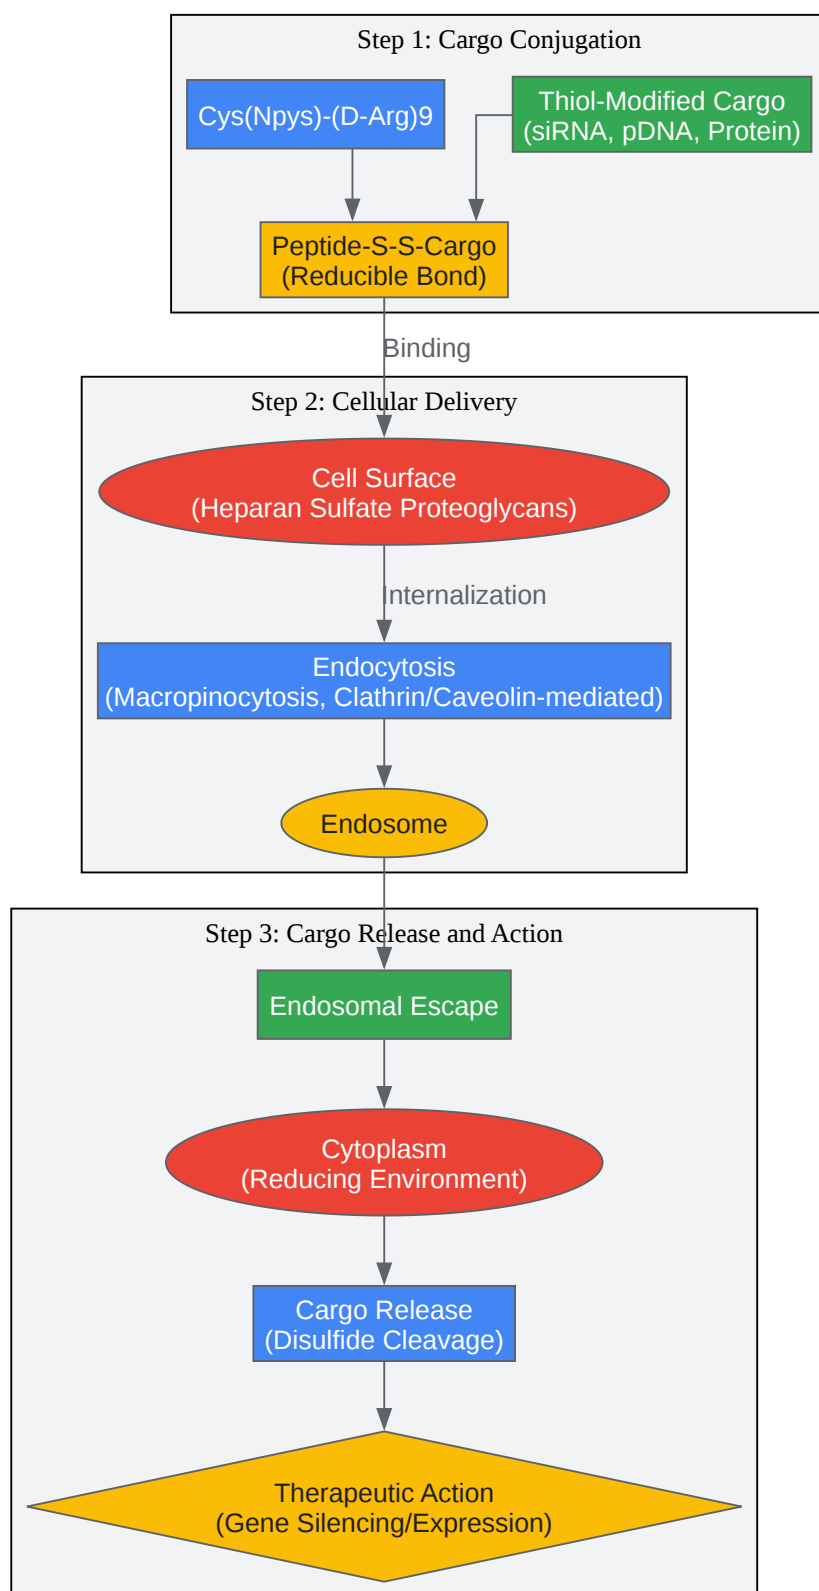 Step 1: Cargo Conjugation
Cys(Npys)-(D-Arg)9
Thiol-Modified Cargo
(siRNA, pDNA, Protein)
Peptide-S-S-Cargo
(Reducible Bond)
Binding
Step 2: Cellular Delivery
Cell Surface
(Heparan Sulfate Proteoglycans)
Internalization
Endocytosis
(Macropinocytosis, Clathrin/Caveolin-mediated)
Endosome
Step 3: Cargo Release and Action
Endosomal Escape
Cytoplasm
(Reducing Environment)
Cargo Release
(Disulfide Cleavage)
Therapeutic Action
(Gene Silencing/Expression)